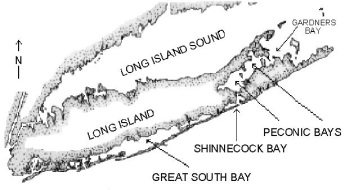 GARDNERS
BAY
N
LONG ISLAND SOUND
LONG ISLAND
PECONIC BAYS
SHINNECOCK BAY
GREAT SOUTH BAY